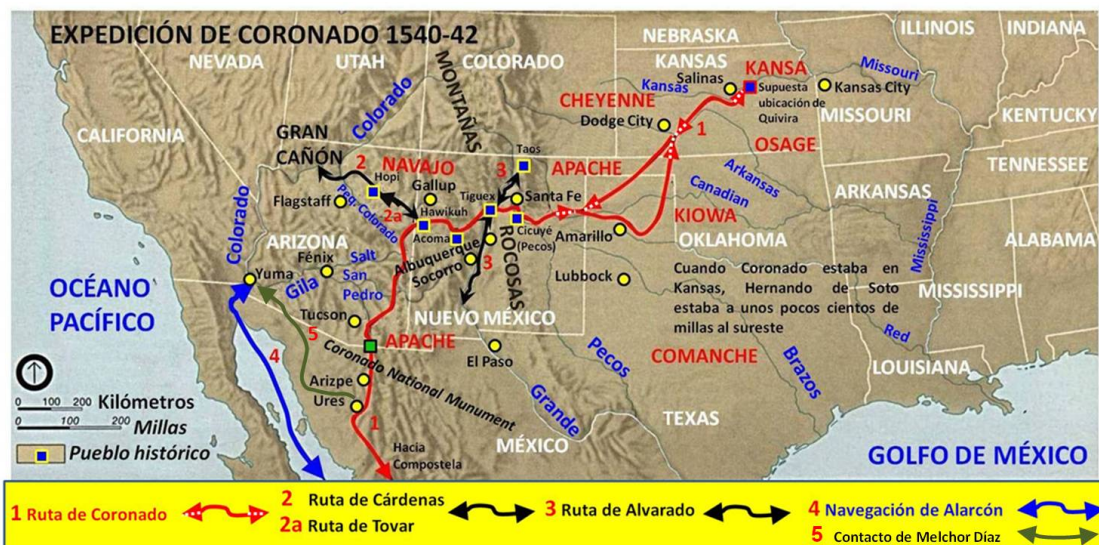 EXPEDICIÓN DE CORONADO 1540-42
NEVADA
UTAH
COLORADO
NEBRASKA
KANSAS
ILLINOIS
INDIANA
MONTAÑAS
Colorado
Salinas
Kansas
KANSA
Supuesta
ubicación de
Quivira
Missouri
Kansas City
MISSOURI
KENTUCKY
CALIFORNIA
CHEYENNE
Dodge City
1
OSAGE
GRAN
CAÑÓN
2
NAVAJO
Hopi
Gallup
3
Taos
APACHE
Arkansas
TENNESSEE
Flagstaff
Peq. Colorado
2a
Hawikuh
Tiguex
Santa Fe
Canadian
ARKANSAS
Colorado
Acoma
Cicuyé
(Pecos)
KIOWA
Amarillo
OKLAHOMA
Mississippi
ALABAMA
ARIZONA
Fénix
Salt
Albuquerque
Socorro
3
ROCOSAS
Yuma
Gila
San
Pedro
Lubbock
Cuando Coronado estaba en
Kansas, Hernando de Soto
estaba a unos pocos cientos de
millas al sureste
MISSISSIPPI
OCÉANO
PACÍFICO
Tucson
NUEVO MÉXICO
5
APACHE
El Paso
Pecos
COMANCHE
Brazos
Red
LOUISIANA
4
Coronado National Monument
Arizpe
Ures
Grande
TEXAS
0 100 200 Kilómetros
0 100 200 Millas
1
Hacia
Compostela
MÉXICO
GOLFO DE MÉXICO
Pueblo histórico
1 Ruta de Coronado
2 Ruta de Cárdenas
2a Ruta de Tovar
3 Ruta de Alvarado
4 Navegación de Alarcón
5 Contacto de Melchor Díaz